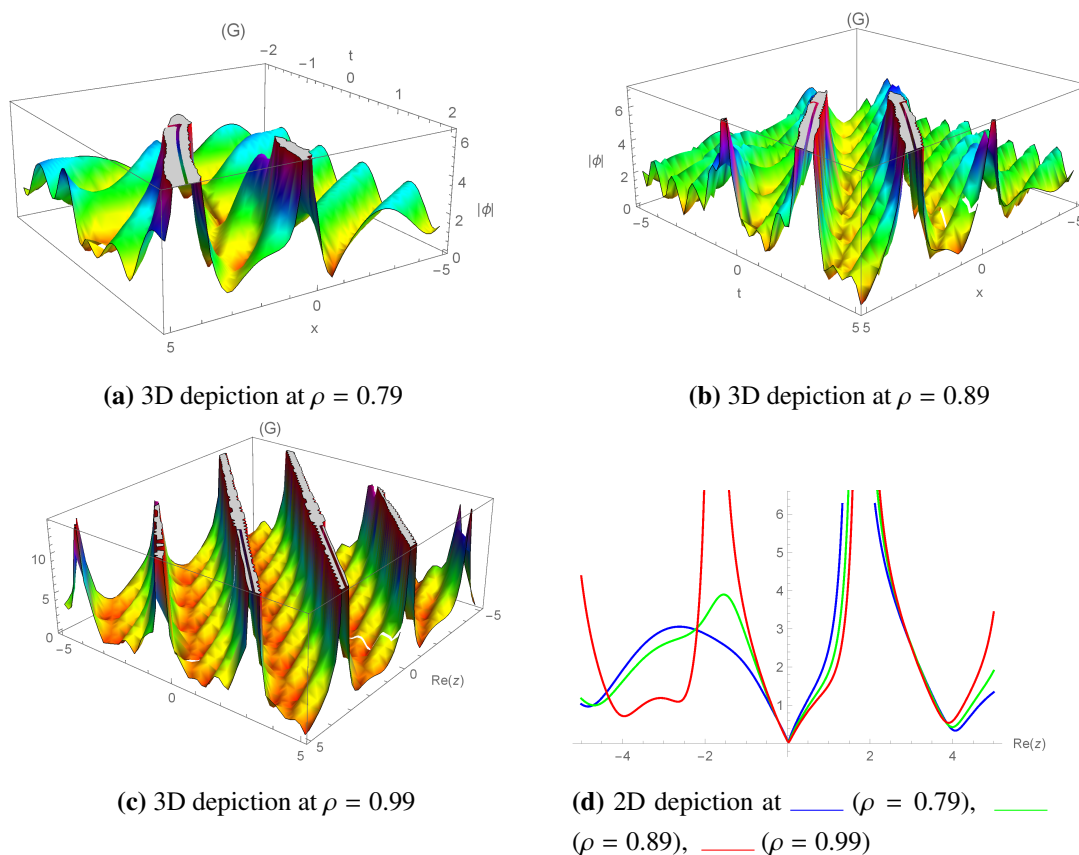 (G)
−2
−1
t
0
1
2
6
4
|ϕ|
2
0
−5
0
x
5
(a) 3D depiction at ρ = 0.79
(G)
6
4
|ϕ|
2
0
−5
−5
0
0
t
x
5 5
(b) 3D depiction at ρ = 0.89
(G)
10
5
0
−5
−5
0
Re(z)
0
5
5
(c) 3D depiction at ρ = 0.99
6
5
4
3
2
1
−4
−2
2
4
Re(z)
(d) 2D depiction at ____ (ρ = 0.79), ____
(ρ = 0.89), ____ (ρ = 0.99)